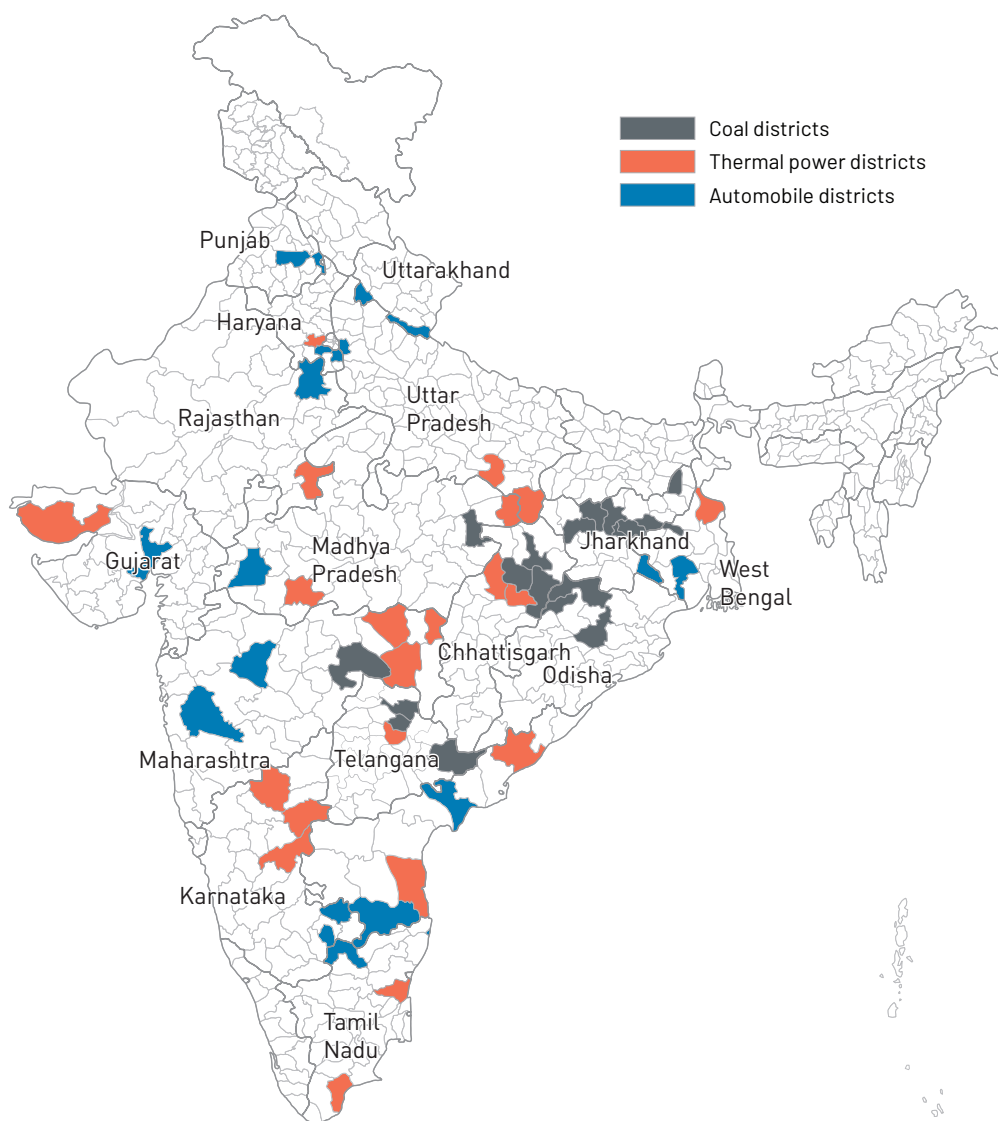 Coal districts
Thermal power districts
Automobile districts
Punjab
Uttarakhand
Haryana
Uttar
Pradesh
Rajasthan
Jharkhand
Madhya
Pradesh
Gujarat
West
Bengal
Chhattisgarh
Odisha
Maharashtra
Telangana
Karnataka
Tamil
Nadu